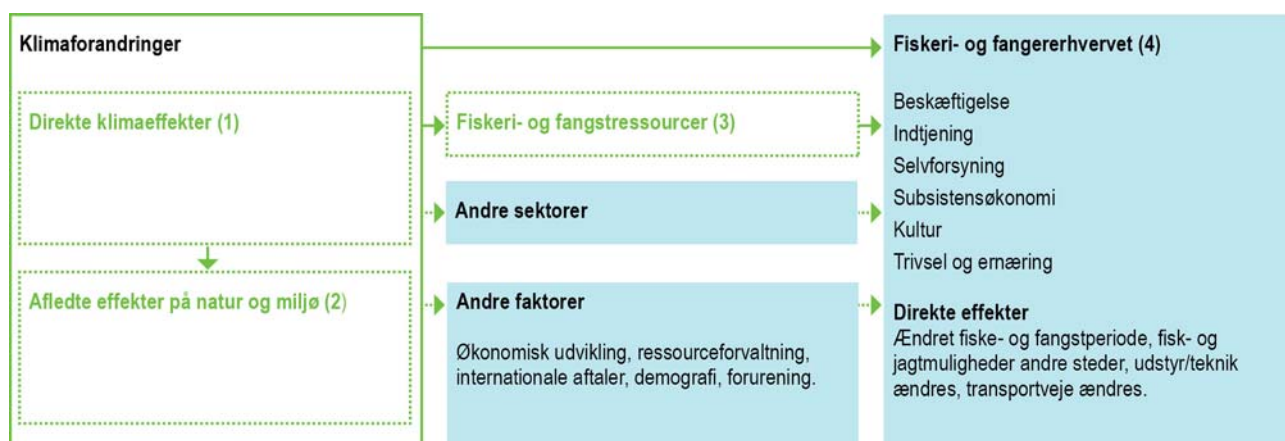 Klimaforandringer
Direkte klimaeffekter (1)
Afledte effekter på natur og miljø (2)
Fiskeri- og fangstressourcer (3)
Andre sektorer
Andre faktorer
Økonomisk udvikling, ressourceforvaltning,
internationale aftaler, demografi, forurening.
Fiskeri- og fangererhvervet (4)
Beskæftigelse
Indtjening
Selvforsyning
Subsistensøkonomi
Kultur
Trivsel og ernæring
Direkte effekter
Ændret fiske- og fangstperiode, fisk- og
jagtmuligheder andre steder, udstyr/teknik
ændres, transportveje ændres.